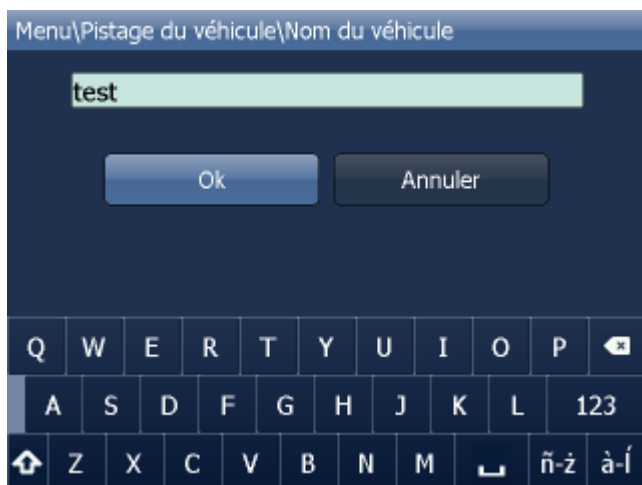 Menu\Pistage du véhicule\Nom du véhicule
test
Ok Annuler
Q W E R T Y U I O P
A S D F G H J K L 123
Z X C V B N M ñ-ż à-Í